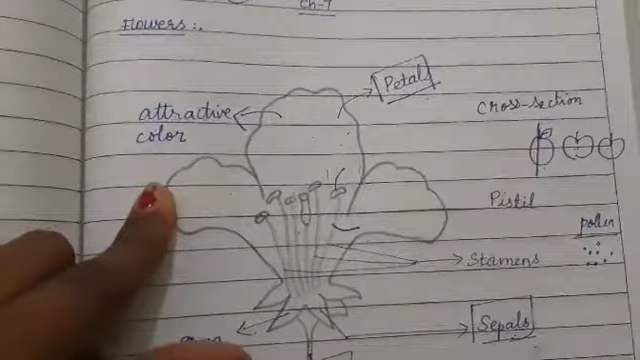 Ch-7
Flowers :.
Petals
attractive
color
Cross-section
Pistil
pollen
Stamens
Sepals